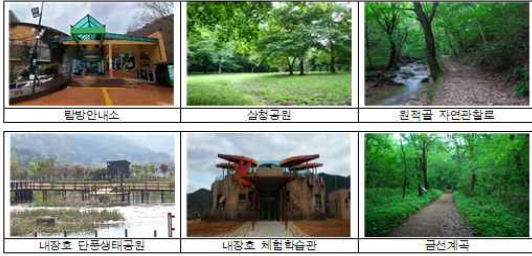 탐방안내소
삼청공원
원적골 자연관찰로
내장호 단풍생태공원
내장호 체험학습관
금선계곡